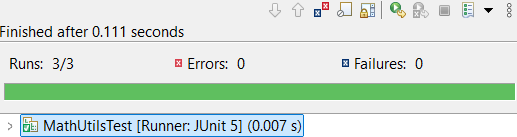 Finished after 0.111 seconds
Runs: 3/3 Errors: 0 Failures: 0
MathUtilsTest [Runner: JUnit 5] (0.007 s)